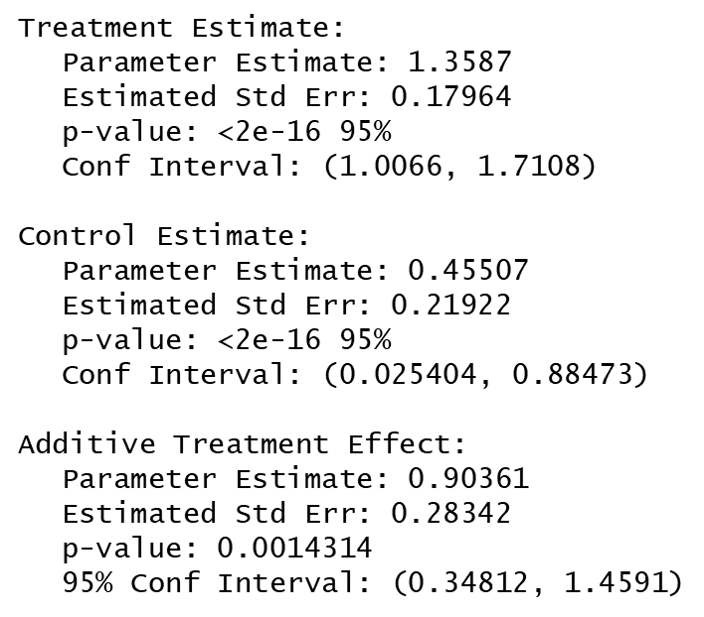 Treatment Estimate:
Parameter Estimate: 1.3587
Estimated Std Err: 0.17964
p-value: <2e-16 95%
Conf Interval: (1.0066, 1.7108)
Control Estimate:
Parameter Estimate: 0.45507
Estimated Std Err: 0.21922
p-value: <2e-16 95%
Conf Interval: (0.025404, 0.88473)
Additive Treatment Effect:
Parameter Estimate: 0.90361
Estimated Std Err: 0.28342
p-value: 0.0014314
95% Conf Interval: (0.34812, 1.4591)